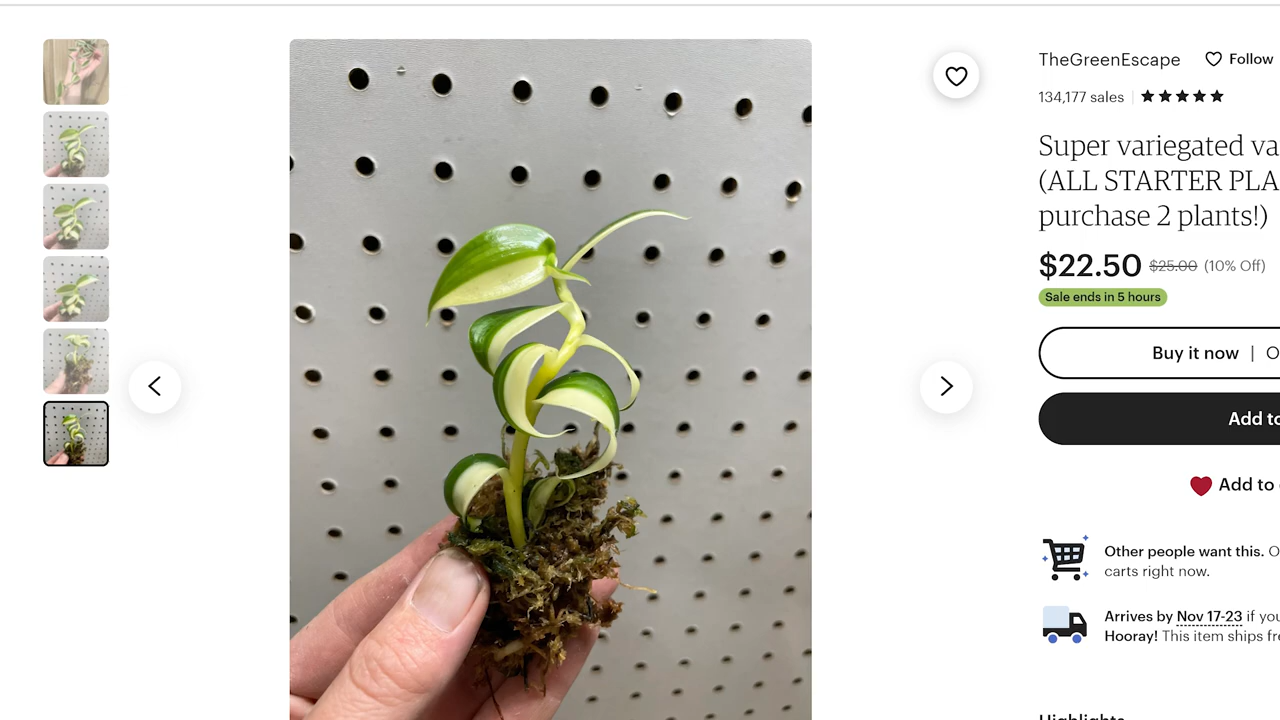 TheGreenEscape
Follow
134,177 sales
Super variegated va
(ALL STARTER PLA
purchase 2 plants!)
$22.50 $25.00 (10% Off)
Sale ends in 5 hours
Buy it now | O
Add to
Add to
Other people want this. O
carts right now.
Arrives by Nov 17-23 if you
Hooray! This item ships fr
Highlights